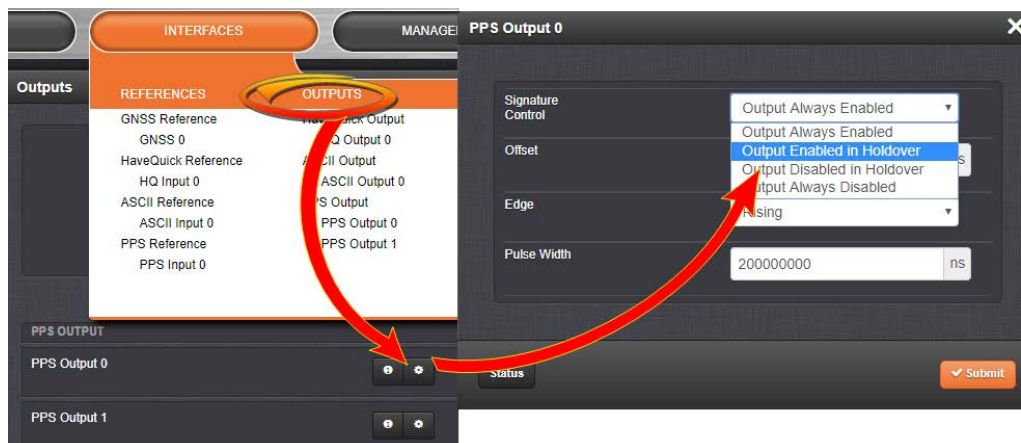 INTERFACES
MANAGE
Outputs
REFERENCES
OUTPUTS
GNSS Reference
GNSS 0
HaveQuick Reference
HQ Input 0
ASCII Reference
ASCII Input 0
PPS Reference
PPS Input 0
Output
Output 0
Output
ASCII Output 0
Output
PPS Output 0
PPS Output 1
PPS OUTPUT
PPS Output 0
PPS Output 1
PPS Output 0
Signature
Control
Output Always Enabled
Output Always Enabled
Output Enabled in Holdover
Output Disabled in Holdover
Output Always Disabled
Offset
s
Edge
Rising
Pulse Width
200000000
ns
Status
Submit